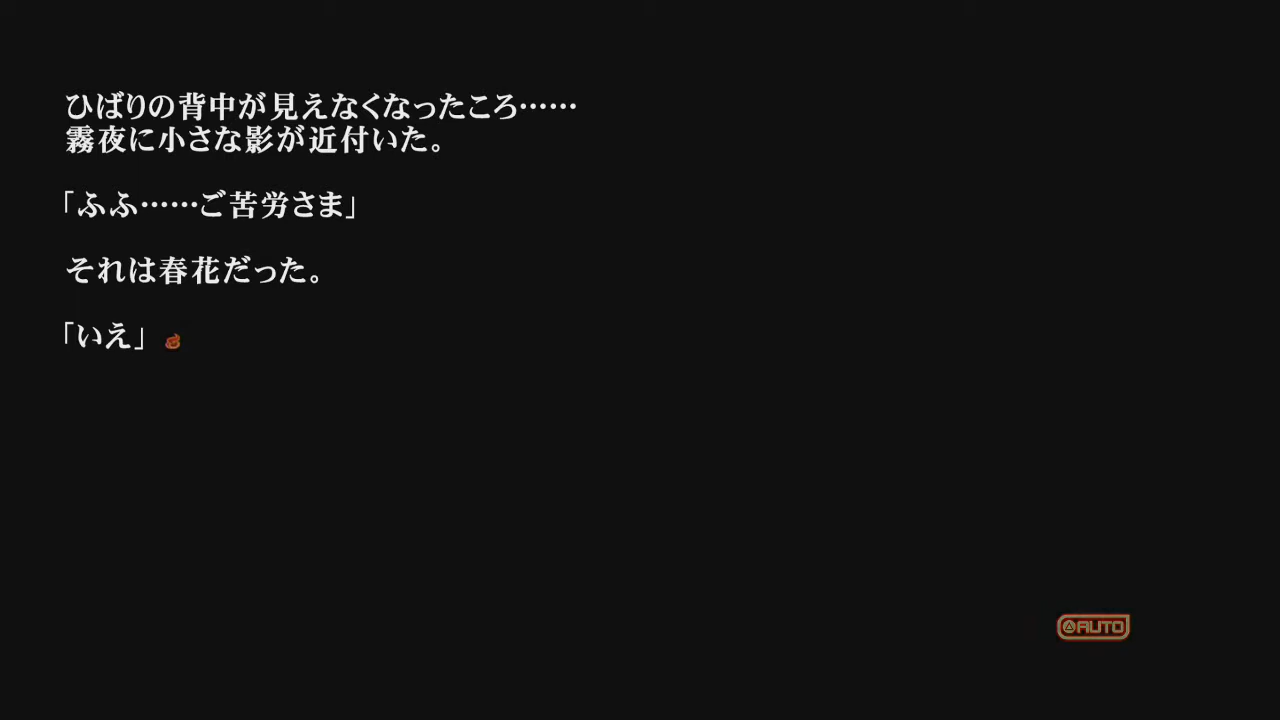 ひばりの背中が見えなくなったころ……
霧夜に小さな影が近付いた。
「ふふ……ご苦労さま」
それは春花だった。
「いえ」
AUTO